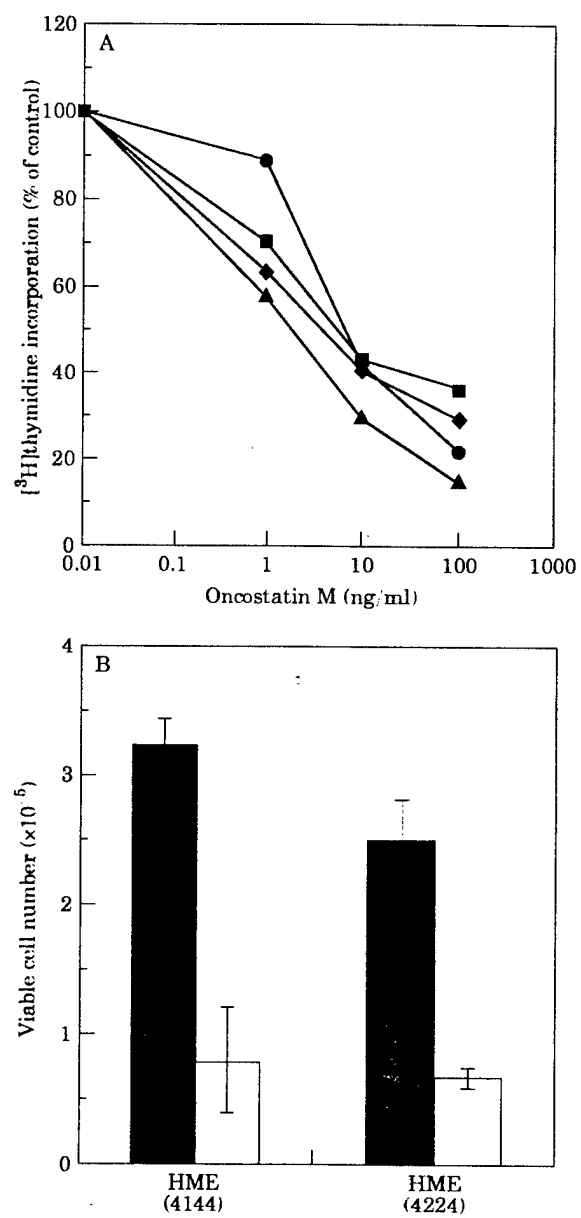 120
A
100
80
60
40
20
0
0.01 0.1 1 10 100 1000
[³H]thymidine incorporation (% of control)
Oncostatin M (ng/ml)
4
B
3
2
1
0
Viable cell number (×10⁻⁵)
HME HME
(4144) (4224)